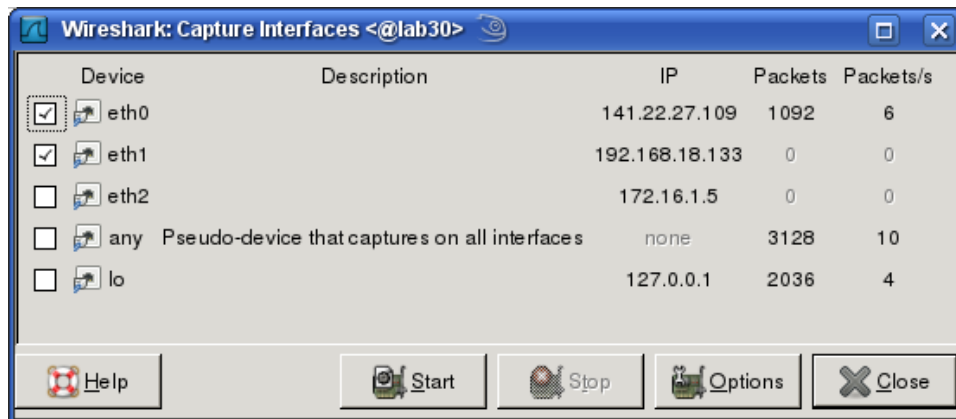 Wireshark: Capture Interfaces <@lab30>
Device Description IP Packets Packets/s
eth0 141.22.27.109 1092 6
eth1 192.168.18.133 0 0
eth2 172.16.1.5 0 0
any Pseudo-device that captures on all interfaces none 3128 10
lo 127.0.0.1 2036 4
Help Start Stop Options Close